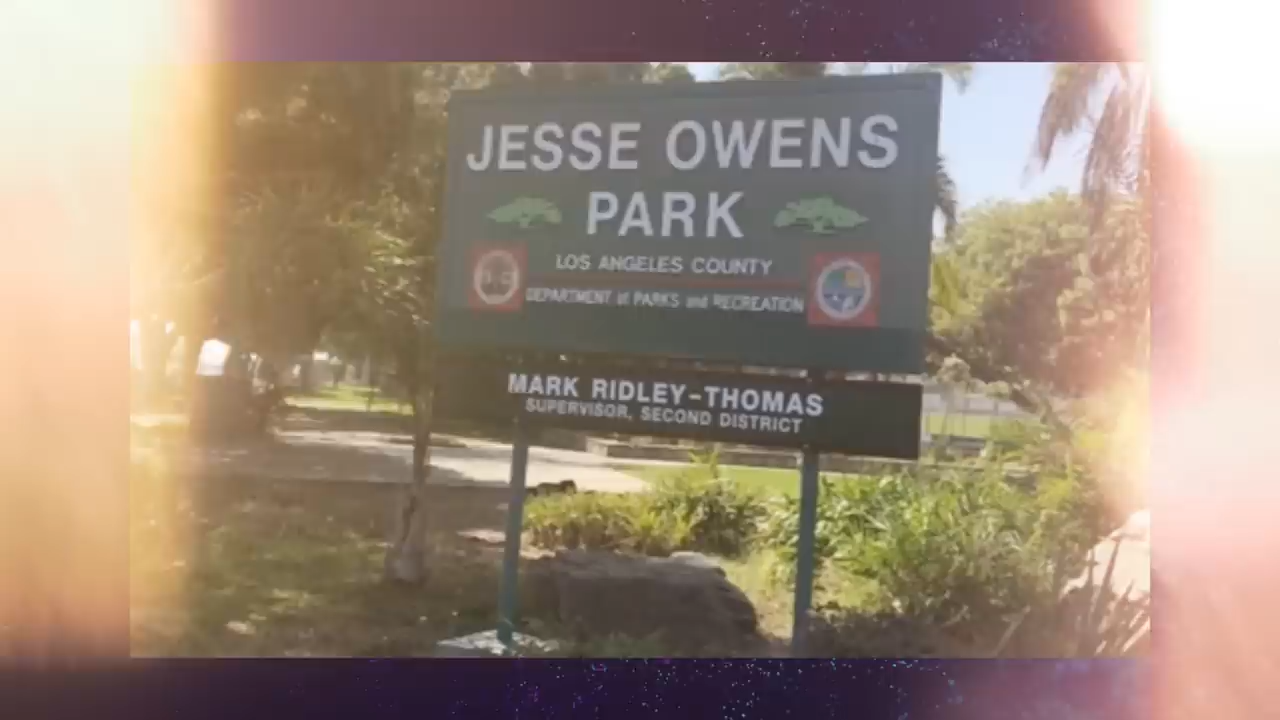 JESSE OWENS
PARK
LOS ANGELES COUNTY
DEPARTMENT of PARKS and RECREATION
MARK RIDLEY-THOMAS
SUPERVISOR, SECOND DISTRICT